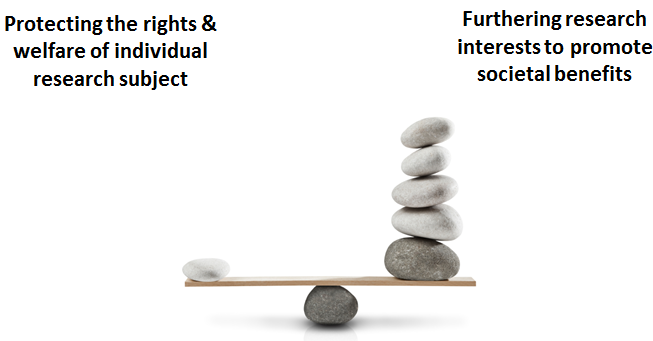 Protecting the rights &
welfare of individual
research subject
Furthering research
interests to promote
societal benefits